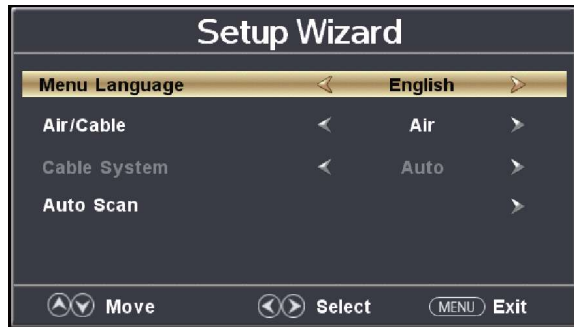 Setup Wizard
Menu Language English
Air/Cable Air
Cable System Auto
Auto Scan
Move Select MENU Exit